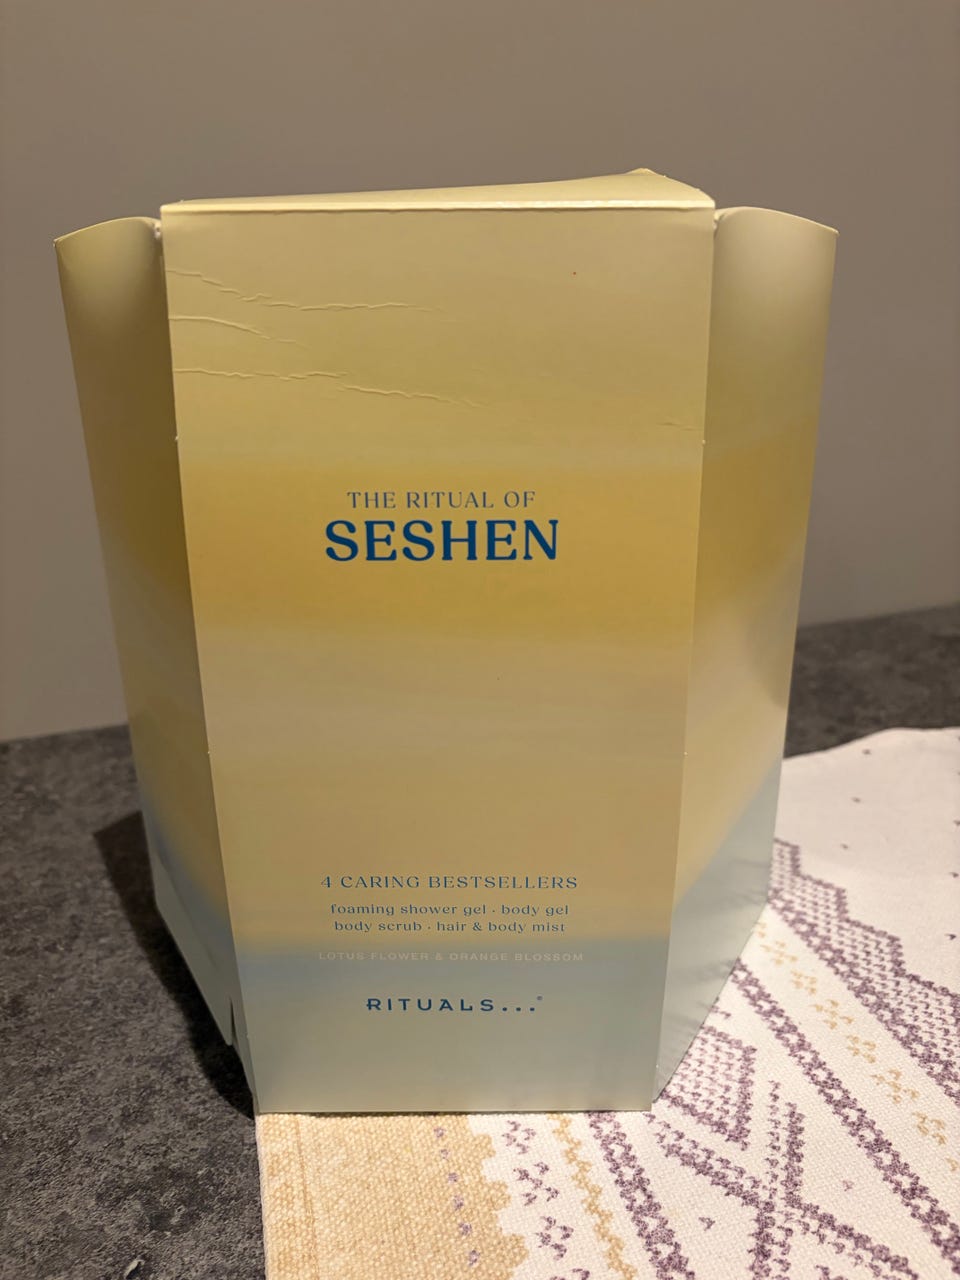 THE RITUAL OF
SESHEN
4 CARING BESTSELLERS
foaming shower gel · body gel
body scrub · hair & body mist
LOTUS FLOWER & ORANGE BLOSSOM
RITUALS...®